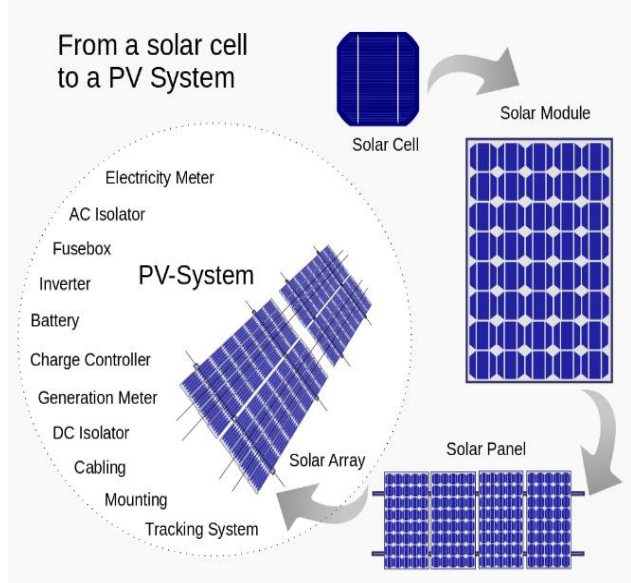 From a solar cell
to a PV System
Solar Cell
Solar Module
Solar Panel
Solar Array
PV-System
Electricity Meter
AC Isolator
Fusebox
Inverter
Battery
Charge Controller
Generation Meter
DC Isolator
Cabling
Mounting
Tracking System